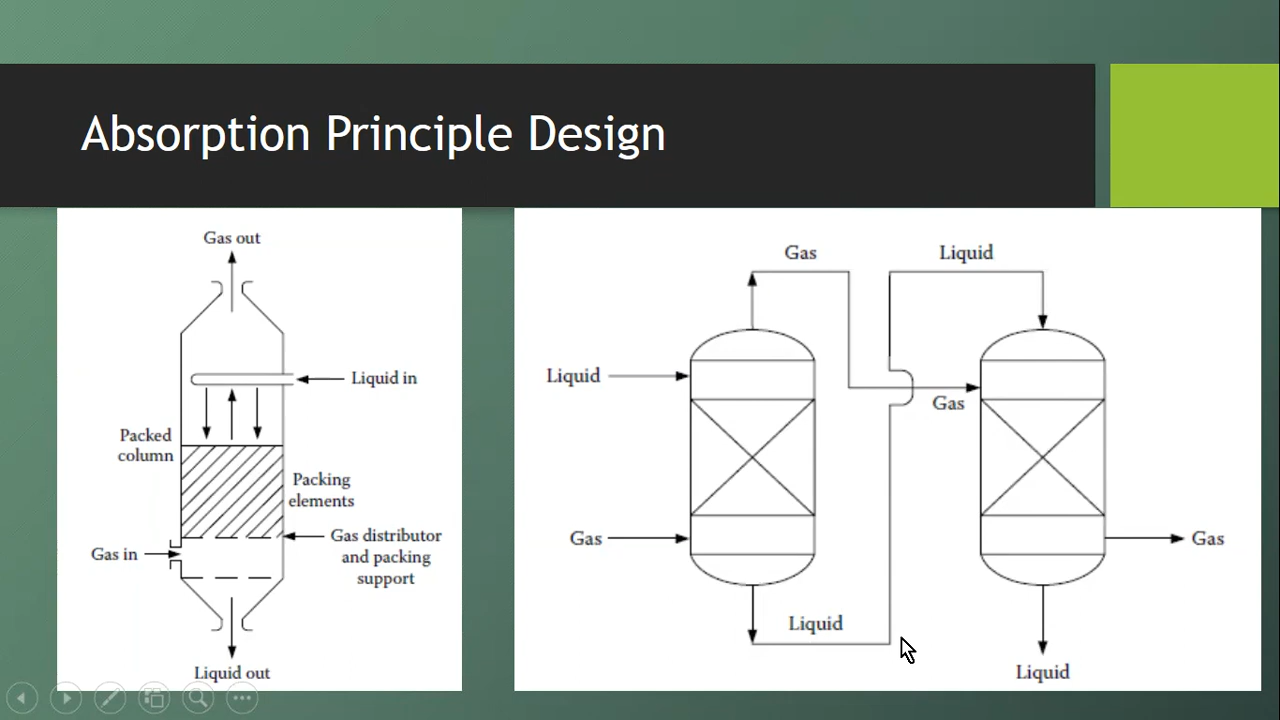 Absorption Principle Design
Gas out
Liquid in
Packed
column
Packing
elements
Gas distributor
and packing
support
Gas in
Liquid out
Gas
Liquid
Liquid
Gas
Gas
Gas
Liquid
Liquid